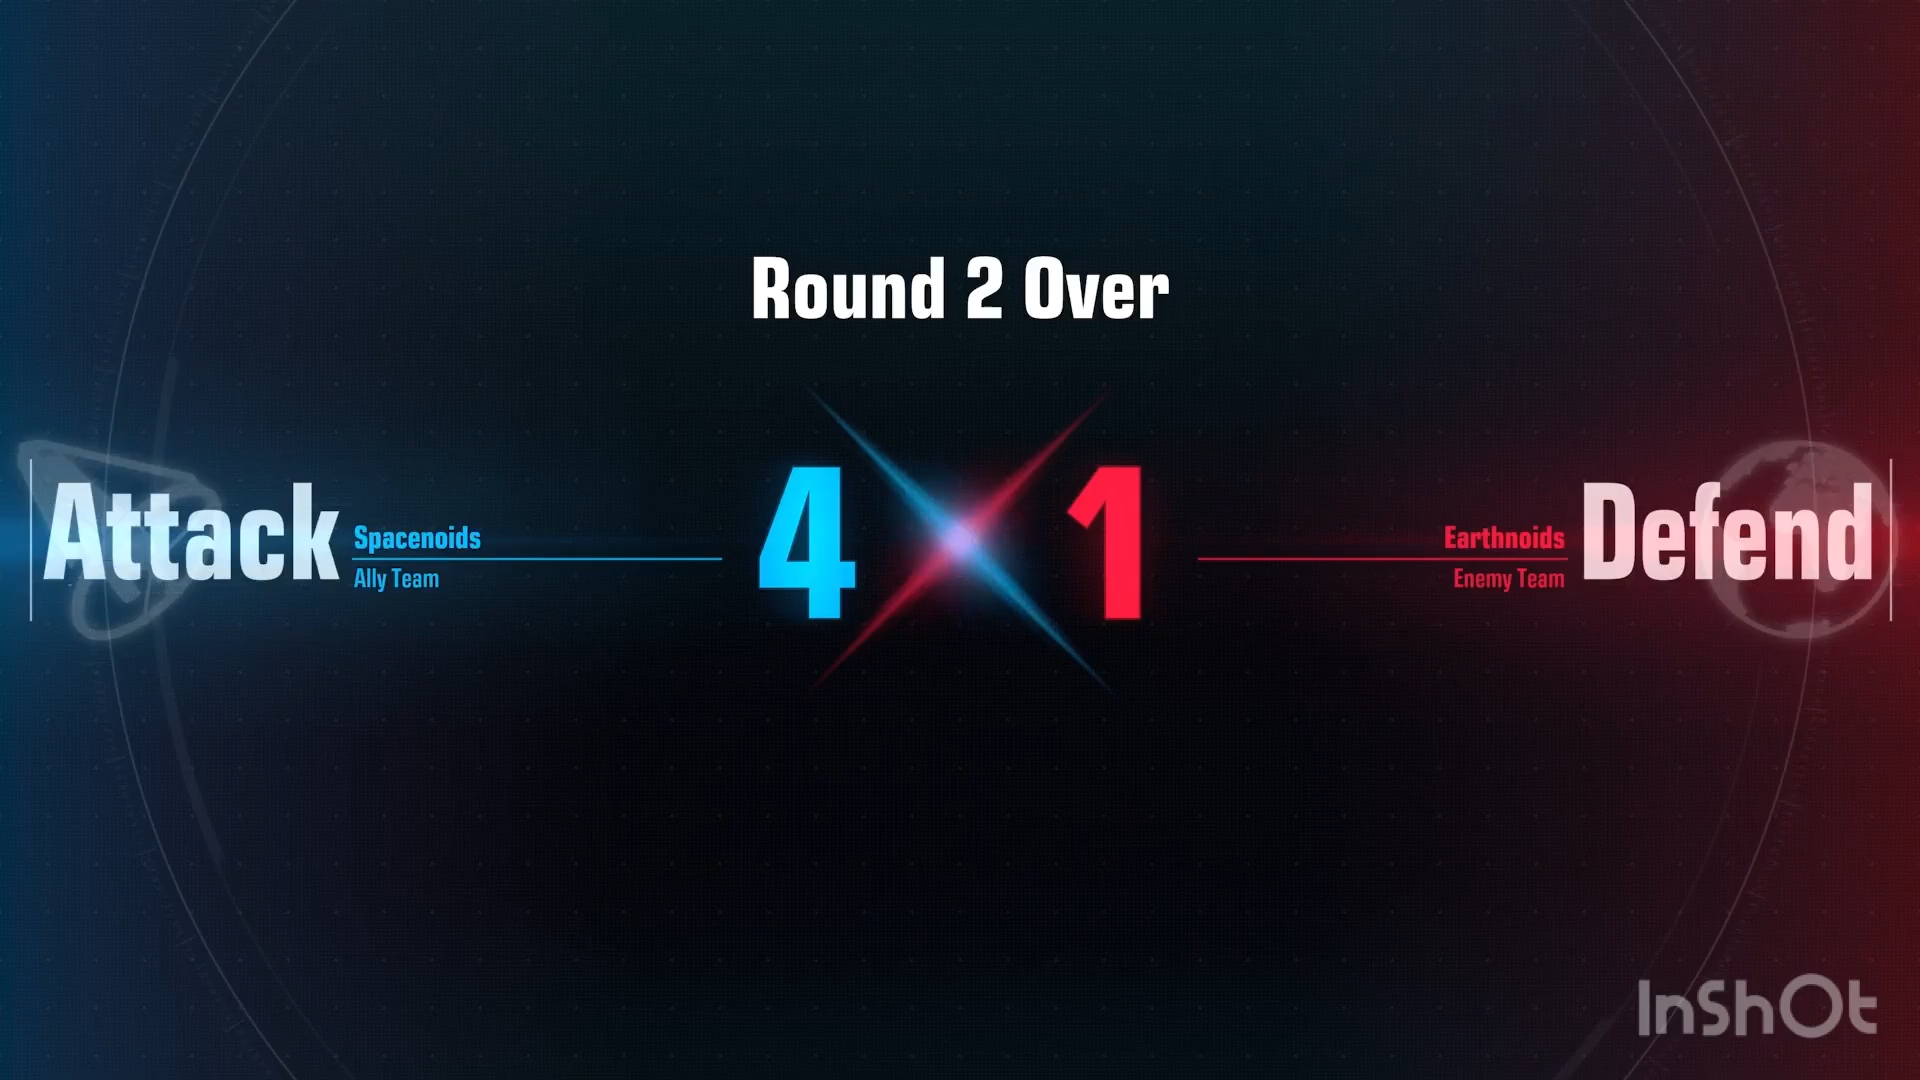 Round 2 Over
4 1
Attack
Spacenoids
Ally Team
Earthnoids
Enemy Team
Defend
InShOt